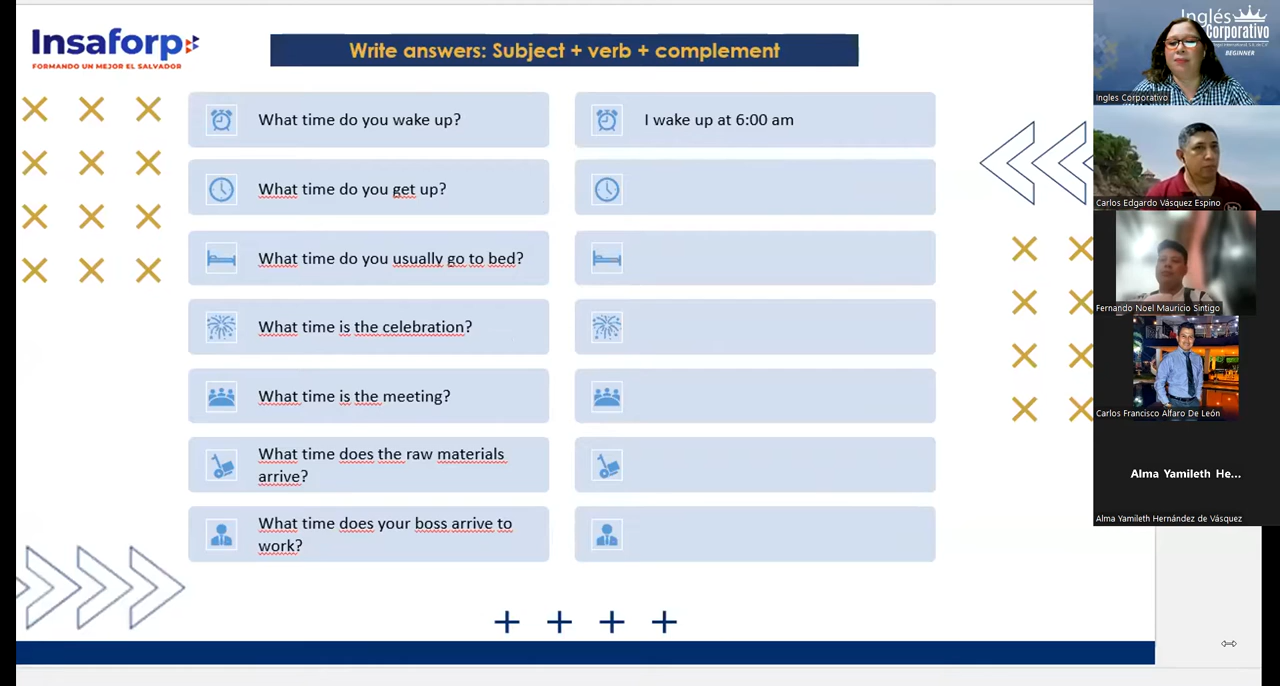 Insaforp
FORMANDO UN MEJOR EL SALVADOR
Write answers: Subject + verb + complement
What time do you wake up?
I wake up at 6:00 am
What time do you get up?
What time do you usually go to bed?
What time is the celebration?
What time is the meeting?
What time does the raw materials
arrive?
What time does your boss arrive to
work?
Inglés
Corporativo
BEGINNER
Ingles Corporativo
Carlos Edgardo Vásquez Espino
Fernando Noel Mauricio Sintigo
Carlos Francisco Alfaro De León
Alma Yamileth He...
Alma Yamileth Hernández de Vásquez